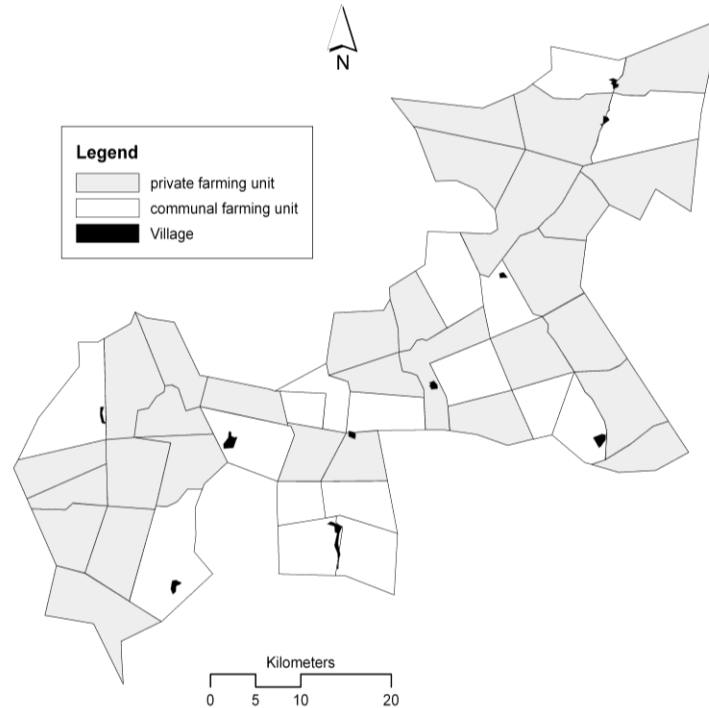 N
Legend
private farming unit
communal farming unit
Village
Kilometers
0 5 10 20